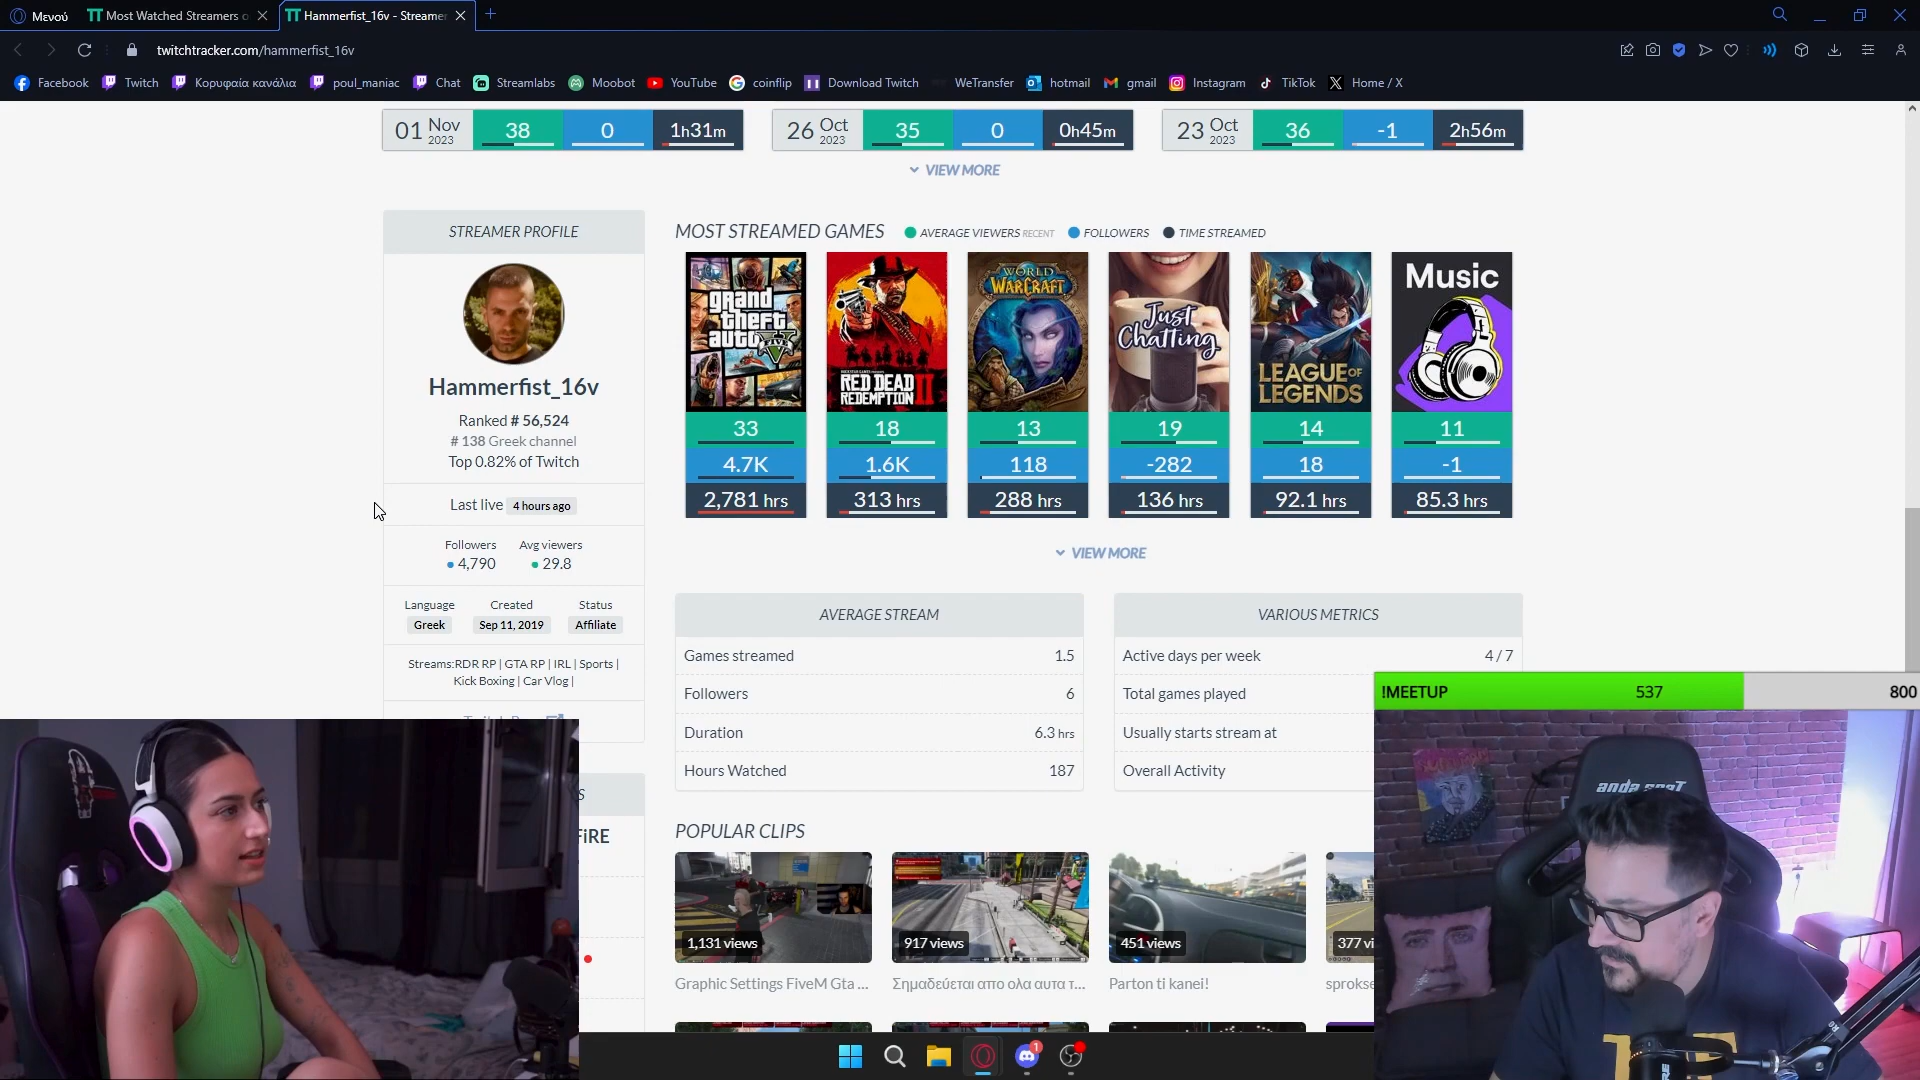 Μενού
Most Watched Streamers o
Hammerfist_16v - Streamer
twitchtracker.com/hammerfist_16v
Facebook
Twitch
Κορυφαία κανάλια
poul_maniac
Chat
Streamlabs
Moobot
YouTube
coinflip
Download Twitch
WeTransfer
hotmail
gmail
Instagram
TikTok
Home / X
01 Nov 2023 38 0 1h31m
26 Oct 2023 35 0 0h45m
23 Oct 2023 36 -1 2h56m
VIEW MORE
STREAMER PROFILE
Hammerfist_16v
Ranked # 56,524
# 138 Greek channel
Top 0.82% of Twitch
Last live 4 hours ago
Followers Avg viewers
4,790 29.8
Language Created Status
Greek Sep 11, 2019 Affiliate
Streams:RDR RP | GTA RP | IRL | Sports |
Kick Boxing | Car Vlog |
MOST STREAMED GAMES
AVERAGE VIEWERS RECENT
FOLLOWERS
TIME STREAMED
grand
theft
auto
FIVE
RED DEAD
REDEMPTION II
WORLD
WARCRAFT
Just
Chatting
LEAGUE OF
LEGENDS
Music
33 18 13 19 14 11
4.7K 1.6K 118 -282 18 -1
2,781 hrs 313 hrs 288 hrs 136 hrs 92.1 hrs 85.3 hrs
VIEW MORE
AVERAGE STREAM
Games streamed 1.5
Followers 6
Duration 6.3 hrs
Hours Watched 187
VARIOUS METRICS
Active days per week 4 / 7
Total games played
Usually starts stream at
Overall Activity
!MEETUP 537 800
S
FiRE
POPULAR CLIPS
1,131 views
917 views
451 views
377 vi
Graphic Settings FiveM Gta ...
Σημαδεύεται απο ολα αυτα τ...
Parton ti kanei!
sprokse
anda seaT
1